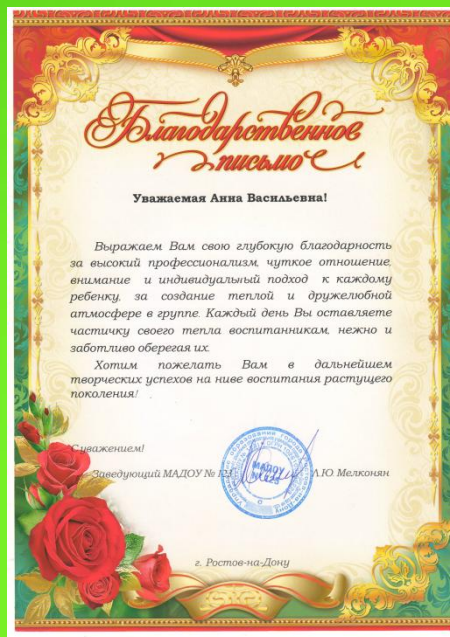 Благодарственное
письмо
Уважаемая Анна Васильевна!
Выражаем Вам свою глубокую благодарность
за высокий профессионализм, чуткое отношение,
внимание и индивидуальный подход к каждому
ребенку, за создание теплой и дружелюбной
атмосфере в группе. Каждый день Вы оставляете
частичку своего тепла воспитанникам, нежно и
заботливо оберегая их.
Хотим пожелать Вам в дальнейшем
творческих успехов на ниве воспитания растущего
поколения!
С уважением!
Заведующий МАДОУ № Л.Ю. Мелконян
МАДОУ
г. Ростов-на-Дону